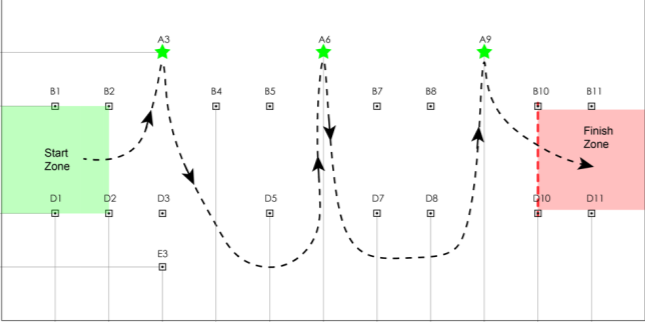 A3 A6 A9
B1 B2 B4 B5 B7 B8 B10 B11
Start
Zone
Finish
Zone
D1 D2 D3 D5 D7 D8 D10 D11
E3